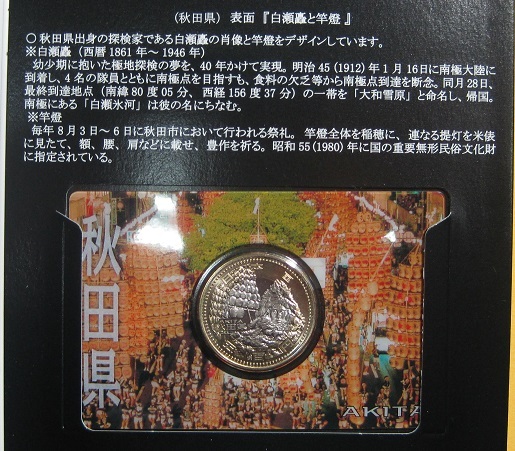 (秋田県) 表面『白瀬矗と竿燈』
○ 秋田県出身の探検家である白瀬矗の肖像と竿燈をデザインしています。
※白瀬矗 (西暦 1861 年～ 1946 年)
幼少期に抱いた極地探検の夢を、40 年かけて実現。明治 45 (1912) 年 1 月 16 日に南極大陸
に到着し、4 名の隊員とともに南極点を目指すも、食料の欠乏等から南極点到達を断念。同月 28 日、
最終到達地点 (南緯 80 度 05 分、西経 156 度 37 分) の一帯を「大和雪原」と命名し、帰国。
南極にある「白瀬氷河」は彼の名にちなむ。
※竿燈
毎年 8 月 3 日～ 6 日に秋田市において行われる祭礼。 竿燈全体を稲穂に、連なる提灯を米俵
に見たて、額、腰、肩などに載せ、豊作を祈る。昭和 55 (1980) 年に国の重要無形民俗文化財
に指定されている。
秋田県
AKITA